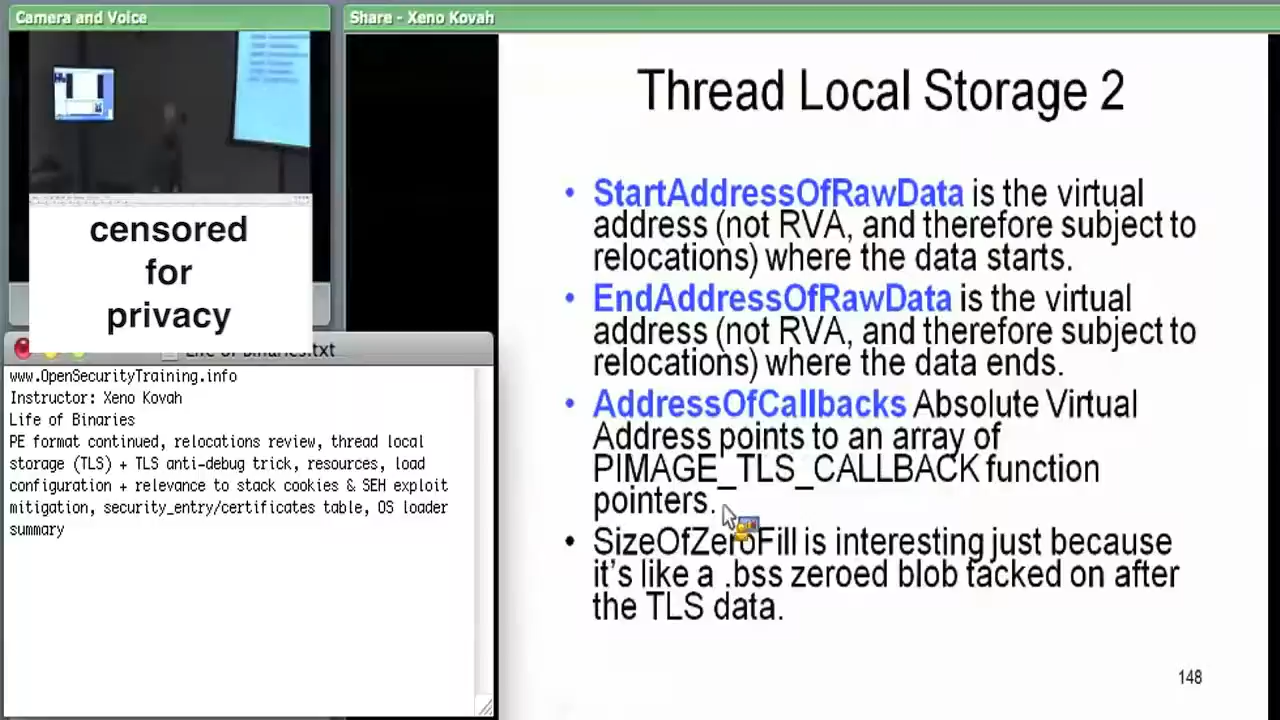 Camera and Voice
Share - Xeno Kovah
censored
for
privacy
Life of Binaries.txt
www.OpenSecurityTraining.info
Instructor: Xeno Kovah
Life of Binaries
PE format continued, relocations review, thread local
storage (TLS) + TLS anti-debug trick, resources, load
configuration + relevance to stack cookies & SEH exploit
mitigation, security_entry/certificates table, OS loader
summary
Thread Local Storage 2
• StartAddressOfRawData is the virtual
address (not RVA, and therefore subject to
relocations) where the data starts.
• EndAddressOfRawData is the virtual
address (not RVA, and therefore subject to
relocations) where the data ends.
• AddressOfCallbacks Absolute Virtual
Address points to an array of
PIMAGE_TLS_CALLBACK function
pointers.
• SizeOfZeroFill is interesting just because
it's like a .bss zeroed blob tacked on after
the TLS data.
148